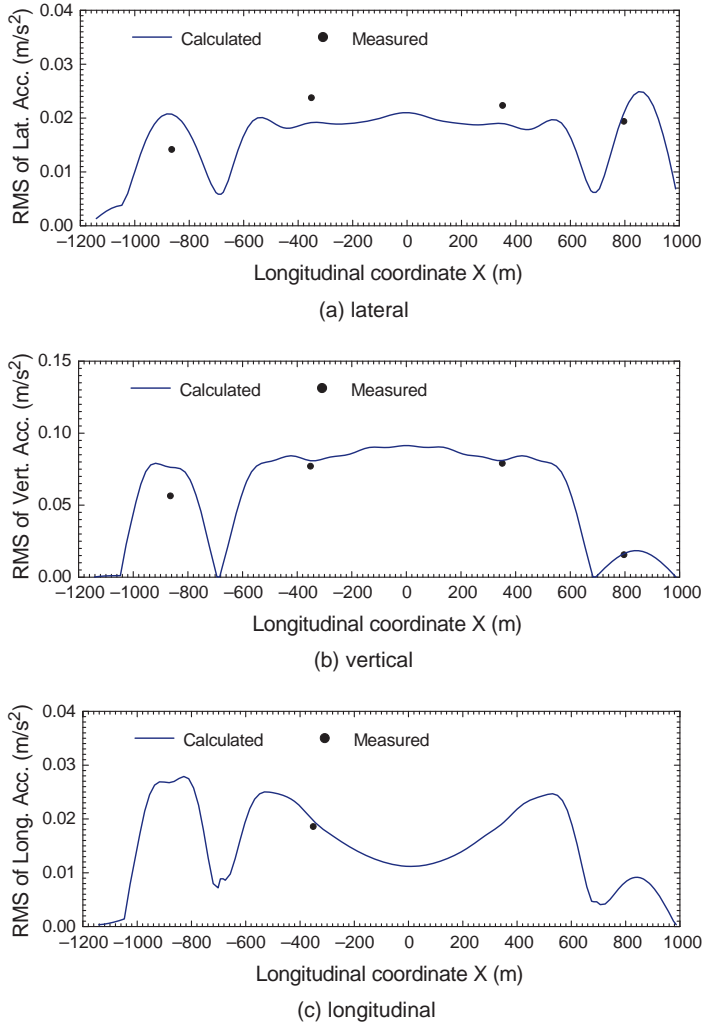 0.04
0.03
0.02
0.01
0.00
RMS of Lat. Acc. (m/s²)
Calculated Measured
−1200 −1000 −800 −600 −400 −200 0 200 400 600 800 1000
Longitudinal coordinate X (m)
(a) lateral
0.15
0.10
0.05
0.00
RMS of Vert. Acc. (m/s²)
Calculated Measured
−1200 −1000 −800 −600 −400 −200 0 200 400 600 800 1000
Longitudinal coordinate X (m)
(b) vertical
0.04
0.03
0.02
0.01
0.00
RMS of Long. Acc. (m/s²)
Calculated Measured
−1200 −1000 −800 −600 −400 −200 0 200 400 600 800 1000
Longitudinal coordinate X (m)
(c) longitudinal